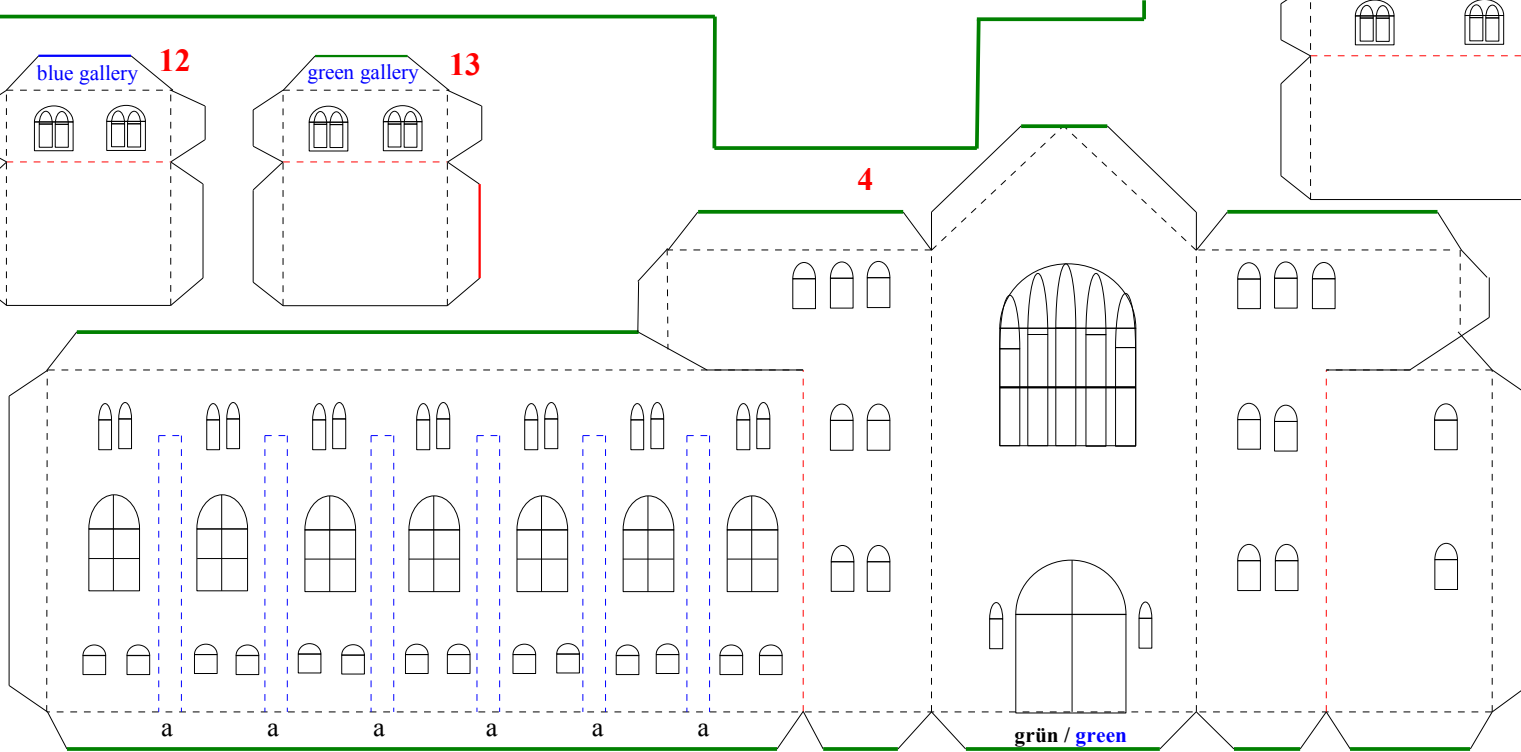 blue gallery 12
green gallery 13
4
a a a a a a
grün / green